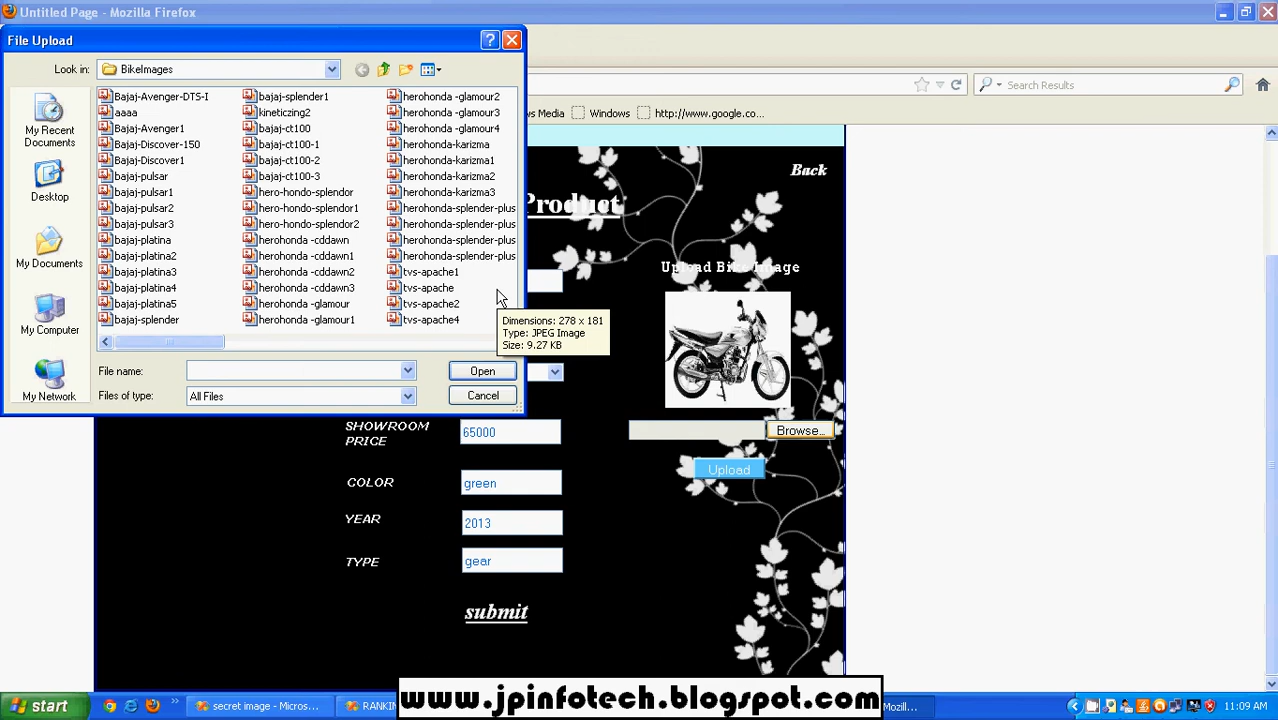 Untitled Page - Mozilla Firefox
File Upload
Look in: BikeImages
Search Results
ws Media
Windows
http://www.google.co...
My Recent Documents
Desktop
My Documents
My Computer
My Network
Bajaj-Avenger-DTS-I
aaaa
Bajaj-Avenger1
Bajaj-Discover-150
Bajaj-Discover1
bajaj-pulsar
bajaj-pulsar1
bajaj-pulsar2
bajaj-pulsar3
bajaj-platina
bajaj-platina2
bajaj-platina3
bajaj-platina4
bajaj-platina5
bajaj-splender
bajaj-splender1
kineticzing2
bajaj-ct100
bajaj-ct100-1
bajaj-ct100-2
bajaj-ct100-3
hero-hondo-splendor
hero-hondo-splendor1
hero-hondo-splendor2
herohonda -cddawn
herohonda -cddawn1
herohonda -cddawn2
herohonda -cddawn3
herohonda -glamour
herohonda -glamour1
herohonda -glamour2
herohonda -glamour3
herohonda -glamour4
herohonda-karizma
herohonda-karizma1
herohonda-karizma2
herohonda-karizma3
herohonda-splender-plus
herohonda-splender-plus
herohonda-splender-plus
herohonda-splender-plus
tvs-apache1
tvs-apache
tvs-apache2
tvs-apache4
Dimensions: 278 x 181
Type: JPEG Image
Size: 9.27 KB
File name:
Open
Files of type: All Files
Cancel
Back
Product
Upload Bike Image
Browse...
Upload
SHOWROOM
PRICE
65000
COLOR
green
YEAR
2013
TYPE
gear
submit
www.jpinfotech.blogspot.com
start
secret image - Micros...
RANKIN
Mozill...
11:09 AM